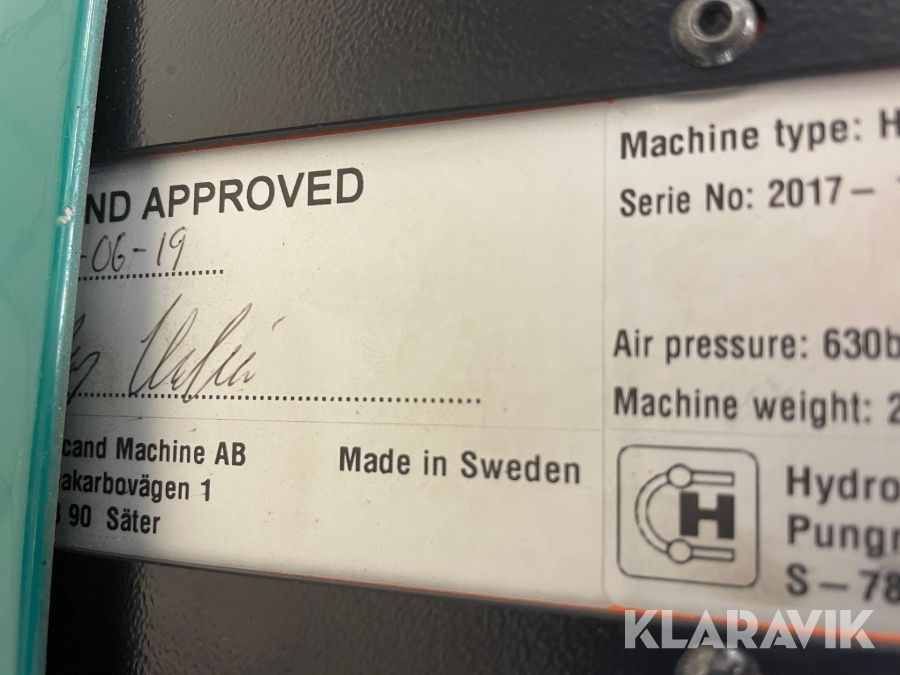 ND APPROVED
-06-19
cand Machine AB
akarbovägen 1
90 Säter
Made in Sweden
Machine type: H
Serie No: 2017-
Air pressure: 630b
Machine weight: 2
H
Hydro
Pungr
S-78
KLARAVIK